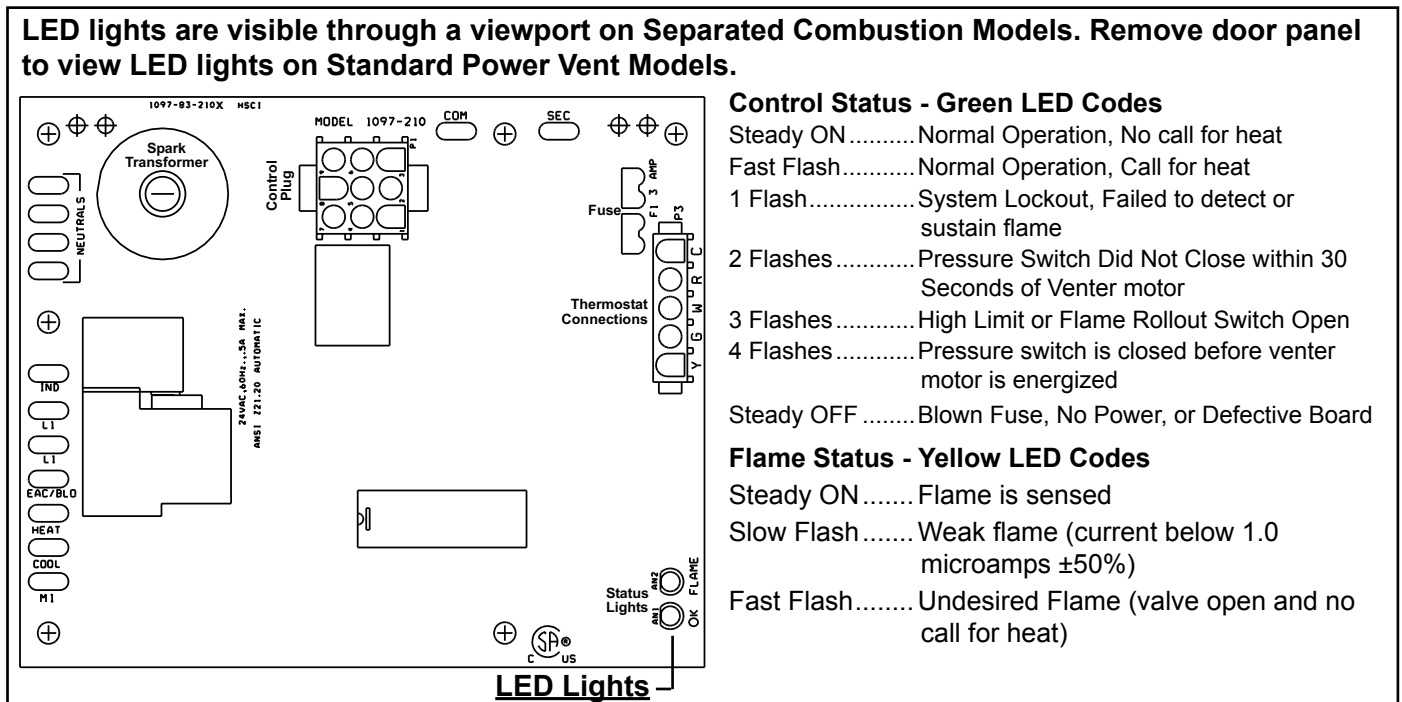 LED lights are visible through a viewport on Separated Combustion Models. Remove door panel
to view LED lights on Standard Power Vent Models.
1097-83-210X HSCI
MODEL 1097-210
COM
SEC
P1
Spark
Transformer
Control
Plug
NEUTRALS
Fuse
F1 3 AMP
P3
C
R
W
G
Y
Thermostat
Connections
24VAC,60Hz.,.5A MAX.
ANSI Z21.20 AUTOMATIC
IND
L1
L1
EAC/BLO
HEAT
COOL
M1
Status
Lights
AN2
FLAME
AN1
OK
C
SA®
US
LED Lights
Control Status - Green LED Codes
Steady ON..........Normal Operation, No call for heat
Fast Flash...........Normal Operation, Call for heat
1 Flash................System Lockout, Failed to detect or
sustain flame
2 Flashes............Pressure Switch Did Not Close within 30
Seconds of Venter motor
3 Flashes............High Limit or Flame Rollout Switch Open
4 Flashes............Pressure switch is closed before venter
motor is energized
Steady OFF........Blown Fuse, No Power, or Defective Board
Flame Status - Yellow LED Codes
Steady ON.......Flame is sensed
Slow Flash.......Weak flame (current below 1.0
microamps ±50%)
Fast Flash........Undesired Flame (valve open and no
call for heat)